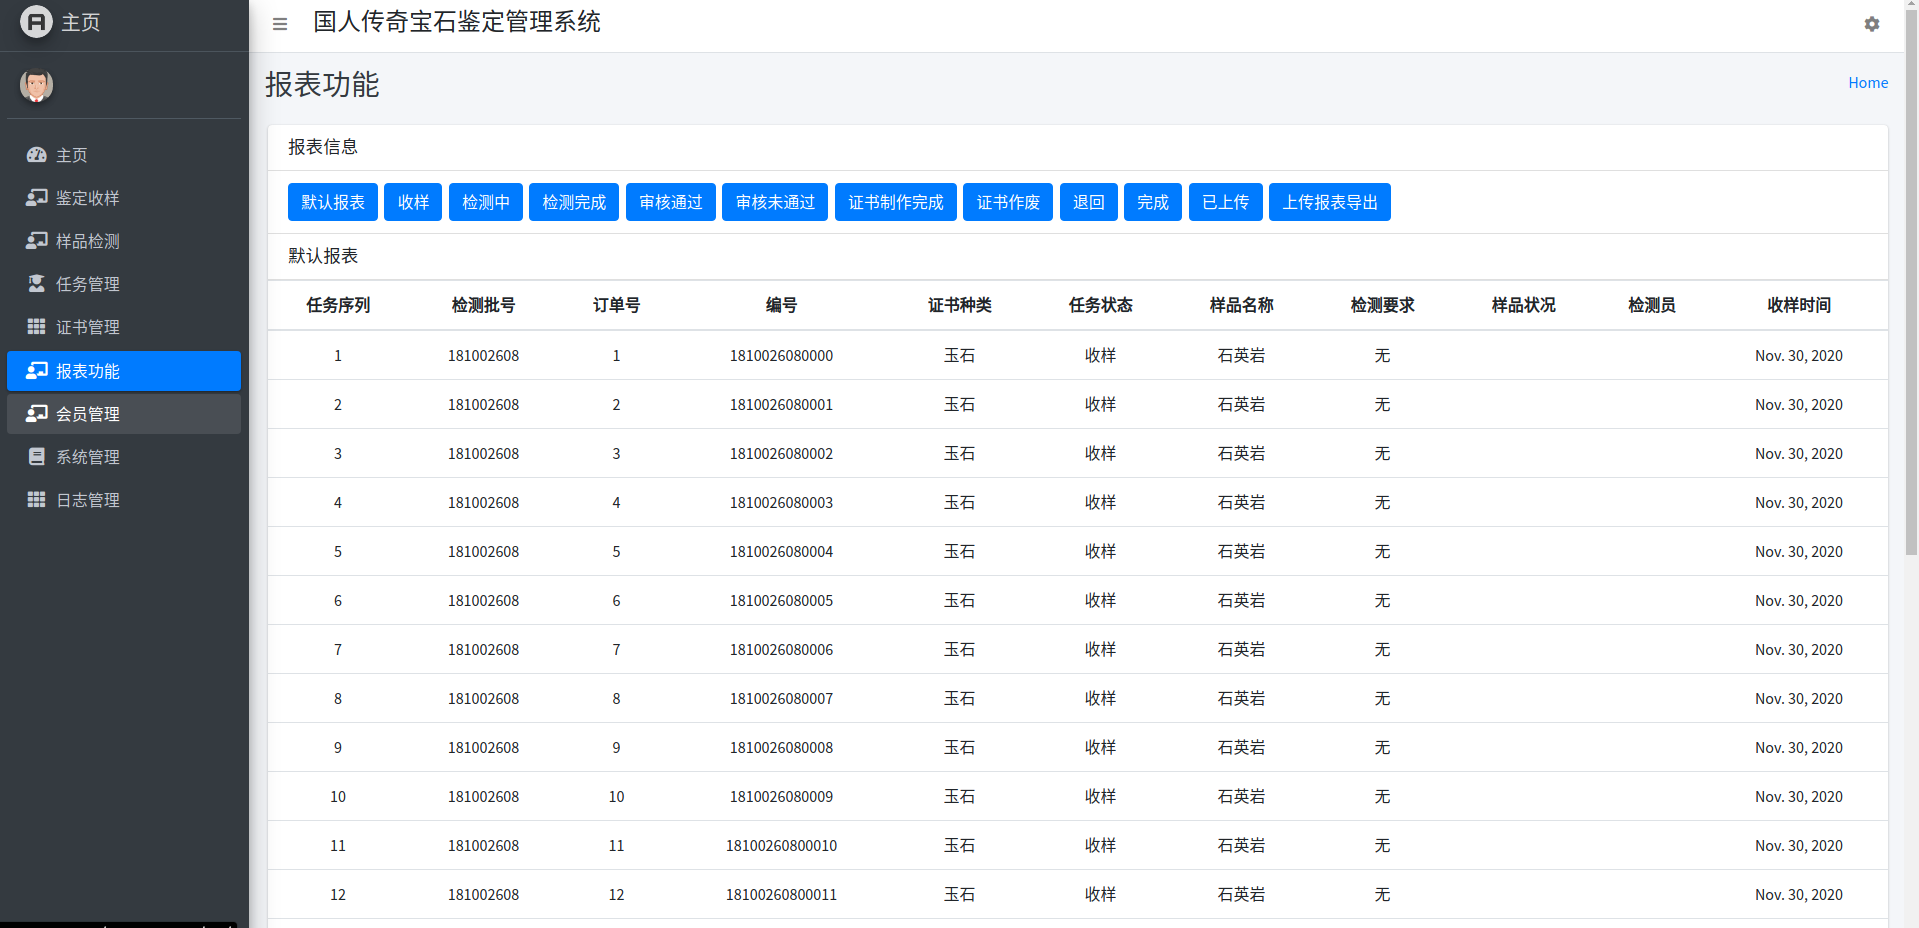 主页
国人传奇宝石鉴定管理系统
报表功能
Home
主页
鉴定收样
样品检测
任务管理
证书管理
报表功能
会员管理
系统管理
日志管理
报表信息
默认报表 收样 检测中 检测完成 审核通过 审核未通过 证书制作完成 证书作废 退回 完成 已上传 上传报表导出
默认报表
任务序列 检测批号 订单号 编号 证书种类 任务状态 样品名称 检测要求 样品状况 检测员 收样时间
1 181002608 1 1810026080000 玉石 收样 石英岩 无 Nov. 30, 2020
2 181002608 2 1810026080001 玉石 收样 石英岩 无 Nov. 30, 2020
3 181002608 3 1810026080002 玉石 收样 石英岩 无 Nov. 30, 2020
4 181002608 4 1810026080003 玉石 收样 石英岩 无 Nov. 30, 2020
5 181002608 5 1810026080004 玉石 收样 石英岩 无 Nov. 30, 2020
6 181002608 6 1810026080005 玉石 收样 石英岩 无 Nov. 30, 2020
7 181002608 7 1810026080006 玉石 收样 石英岩 无 Nov. 30, 2020
8 181002608 8 1810026080007 玉石 收样 石英岩 无 Nov. 30, 2020
9 181002608 9 1810026080008 玉石 收样 石英岩 无 Nov. 30, 2020
10 181002608 10 1810026080009 玉石 收样 石英岩 无 Nov. 30, 2020
11 181002608 11 18100260800010 玉石 收样 石英岩 无 Nov. 30, 2020
12 181002608 12 18100260800011 玉石 收样 石英岩 无 Nov. 30, 2020